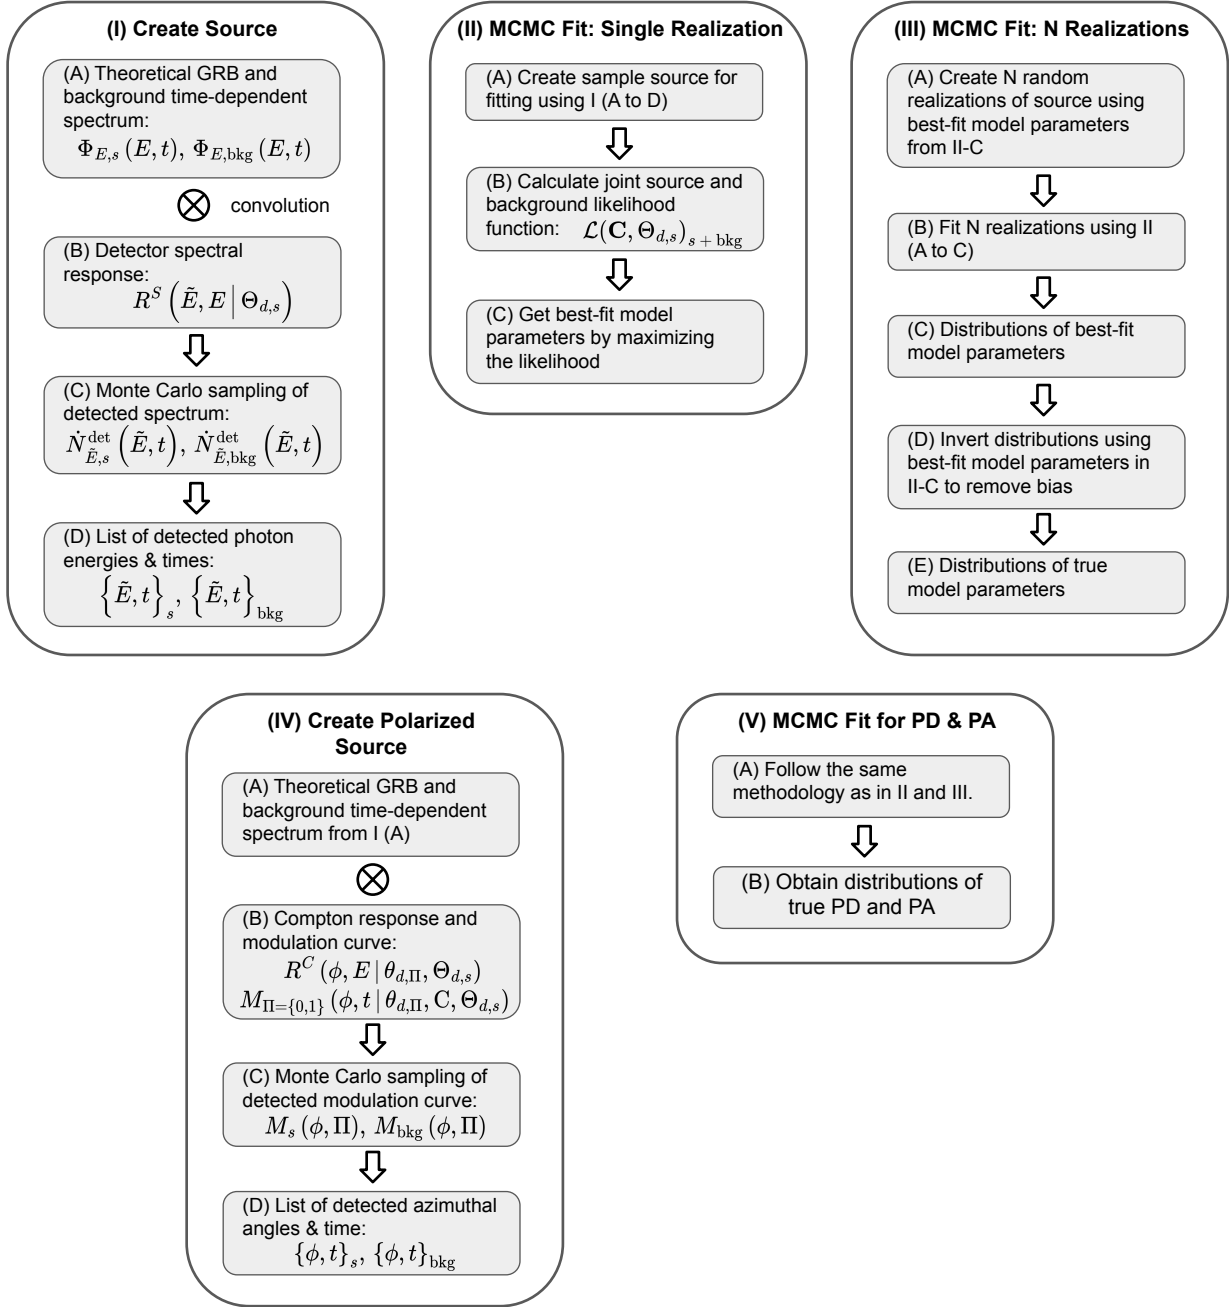 (I) Create Source
(A) Theoretical GRB and
background time-dependent
spectrum:
Φ_{E,s} (E, t), Φ_{E,bkg} (E, t)
⊗ convolution
(B) Detector spectral
response:
R^S (Ẽ, E | Θ_{d,s})
(C) Monte Carlo sampling of
detected spectrum:
Ṅ^{det}_{Ẽ,s} (Ẽ, t), Ṅ^{det}_{Ẽ,bkg} (Ẽ, t)
(D) List of detected photon
energies & times:
{Ẽ, t}_s, {Ẽ, t}_{bkg}
(II) MCMC Fit: Single Realization
(A) Create sample source for
fitting using I (A to D)
(B) Calculate joint source and
background likelihood
function: ℒ(C, Θ_{d,s})_{s + bkg}
(C) Get best-fit model
parameters by maximizing
the likelihood
(III) MCMC Fit: N Realizations
(A) Create N random
realizations of source using
best-fit model parameters
from II-C
(B) Fit N realizations using II
(A to C)
(C) Distributions of best-fit
model parameters
(D) Invert distributions using
best-fit model parameters in
II-C to remove bias
(E) Distributions of true
model parameters
(IV) Create Polarized
Source
(A) Theoretical GRB and
background time-dependent
spectrum from I (A)
⊗
(B) Compton response and
modulation curve:
R^C (ϕ, E | θ_{d,Π}, Θ_{d,s})
M_{Π={0,1}} (ϕ, t | θ_{d,Π}, C, Θ_{d,s})
(C) Monte Carlo sampling of
detected modulation curve:
M_s (ϕ, Π), M_{bkg} (ϕ, Π)
(D) List of detected azimuthal
angles & time:
{ϕ, t}_s, {ϕ, t}_{bkg}
(V) MCMC Fit for PD & PA
(A) Follow the same
methodology as in II and III.
(B) Obtain distributions of
true PD and PA